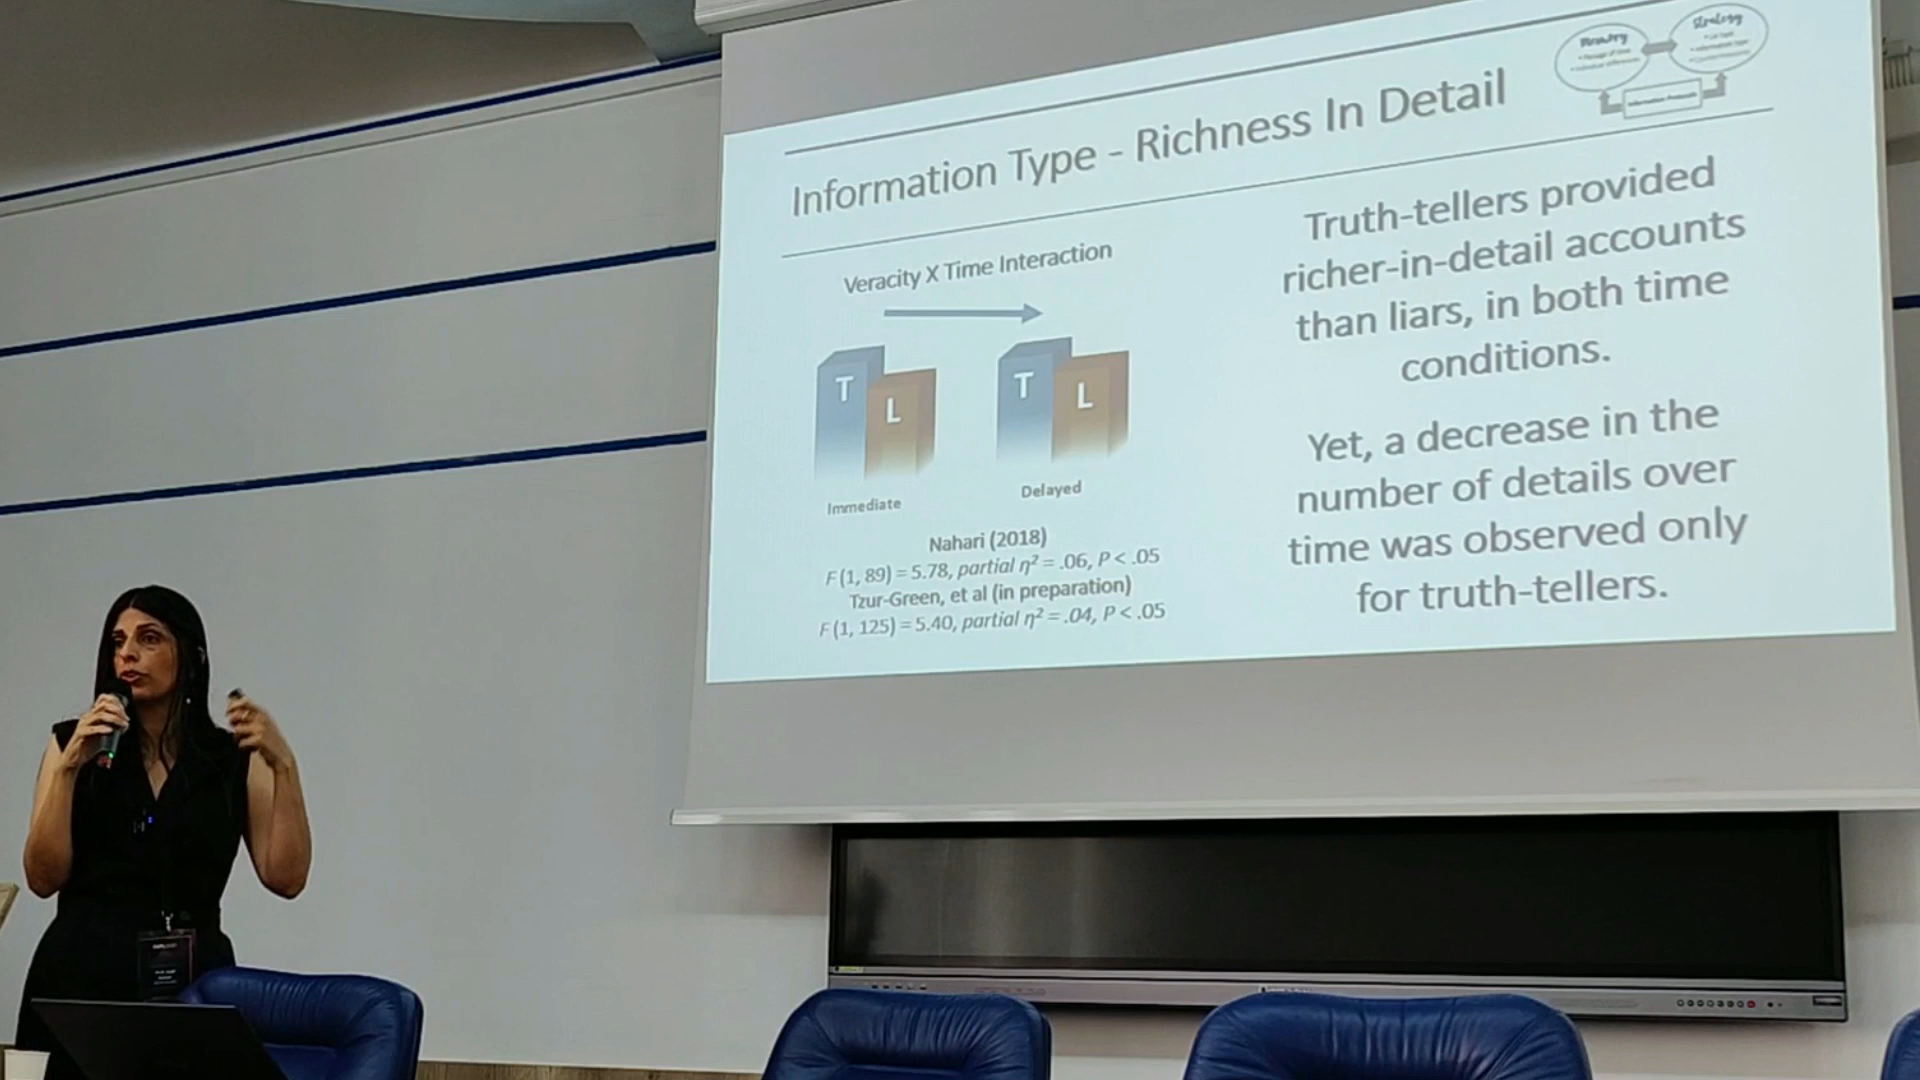 Information Type - Richness In Detail
Memory
Strategy
Veracity X Time Interaction
T
L
T
L
Immediate
Delayed
Nahari (2018)
F (1, 89) = 5.78, partial η² = .06, P < .05
Tzur-Green, et al (in preparation)
F (1, 125) = 5.40, partial η² = .04, P < .05
Truth-tellers provided
richer-in-detail accounts
than liars, in both time
conditions.
Yet, a decrease in the
number of details over
time was observed only
for truth-tellers.